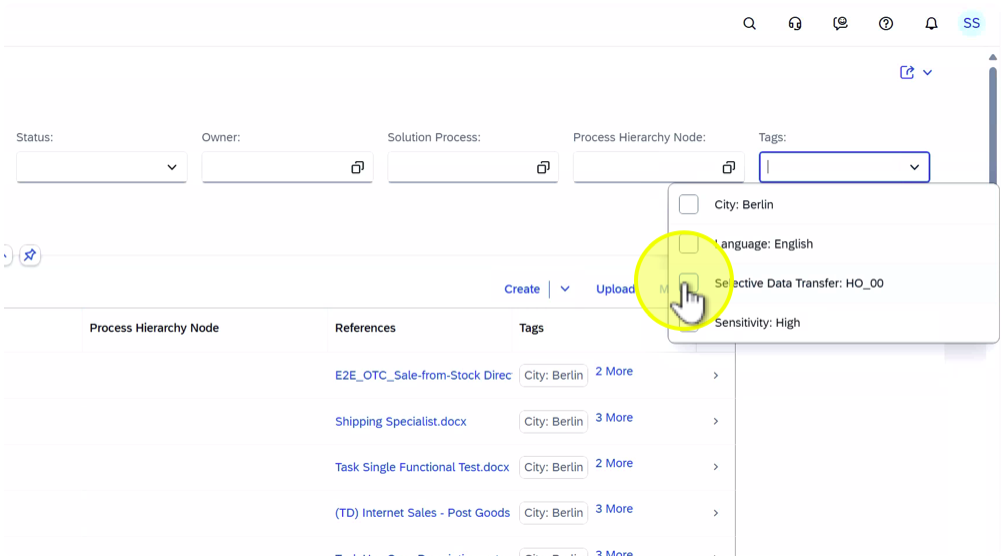 SS
Status: Owner: Solution Process: Process Hierarchy Node: Tags:
City: Berlin
Language: English
Selective Data Transfer: HO_00
Sensitivity: High
Create Upload M
Process Hierarchy Node References Tags
E2E_OTC_Sale-from-Stock Direc City: Berlin 2 More
Shipping Specialist.docx City: Berlin 3 More
Task Single Functional Test.docx City: Berlin 2 More
(TD) Internet Sales - Post Goods City: Berlin 3 More
3 More